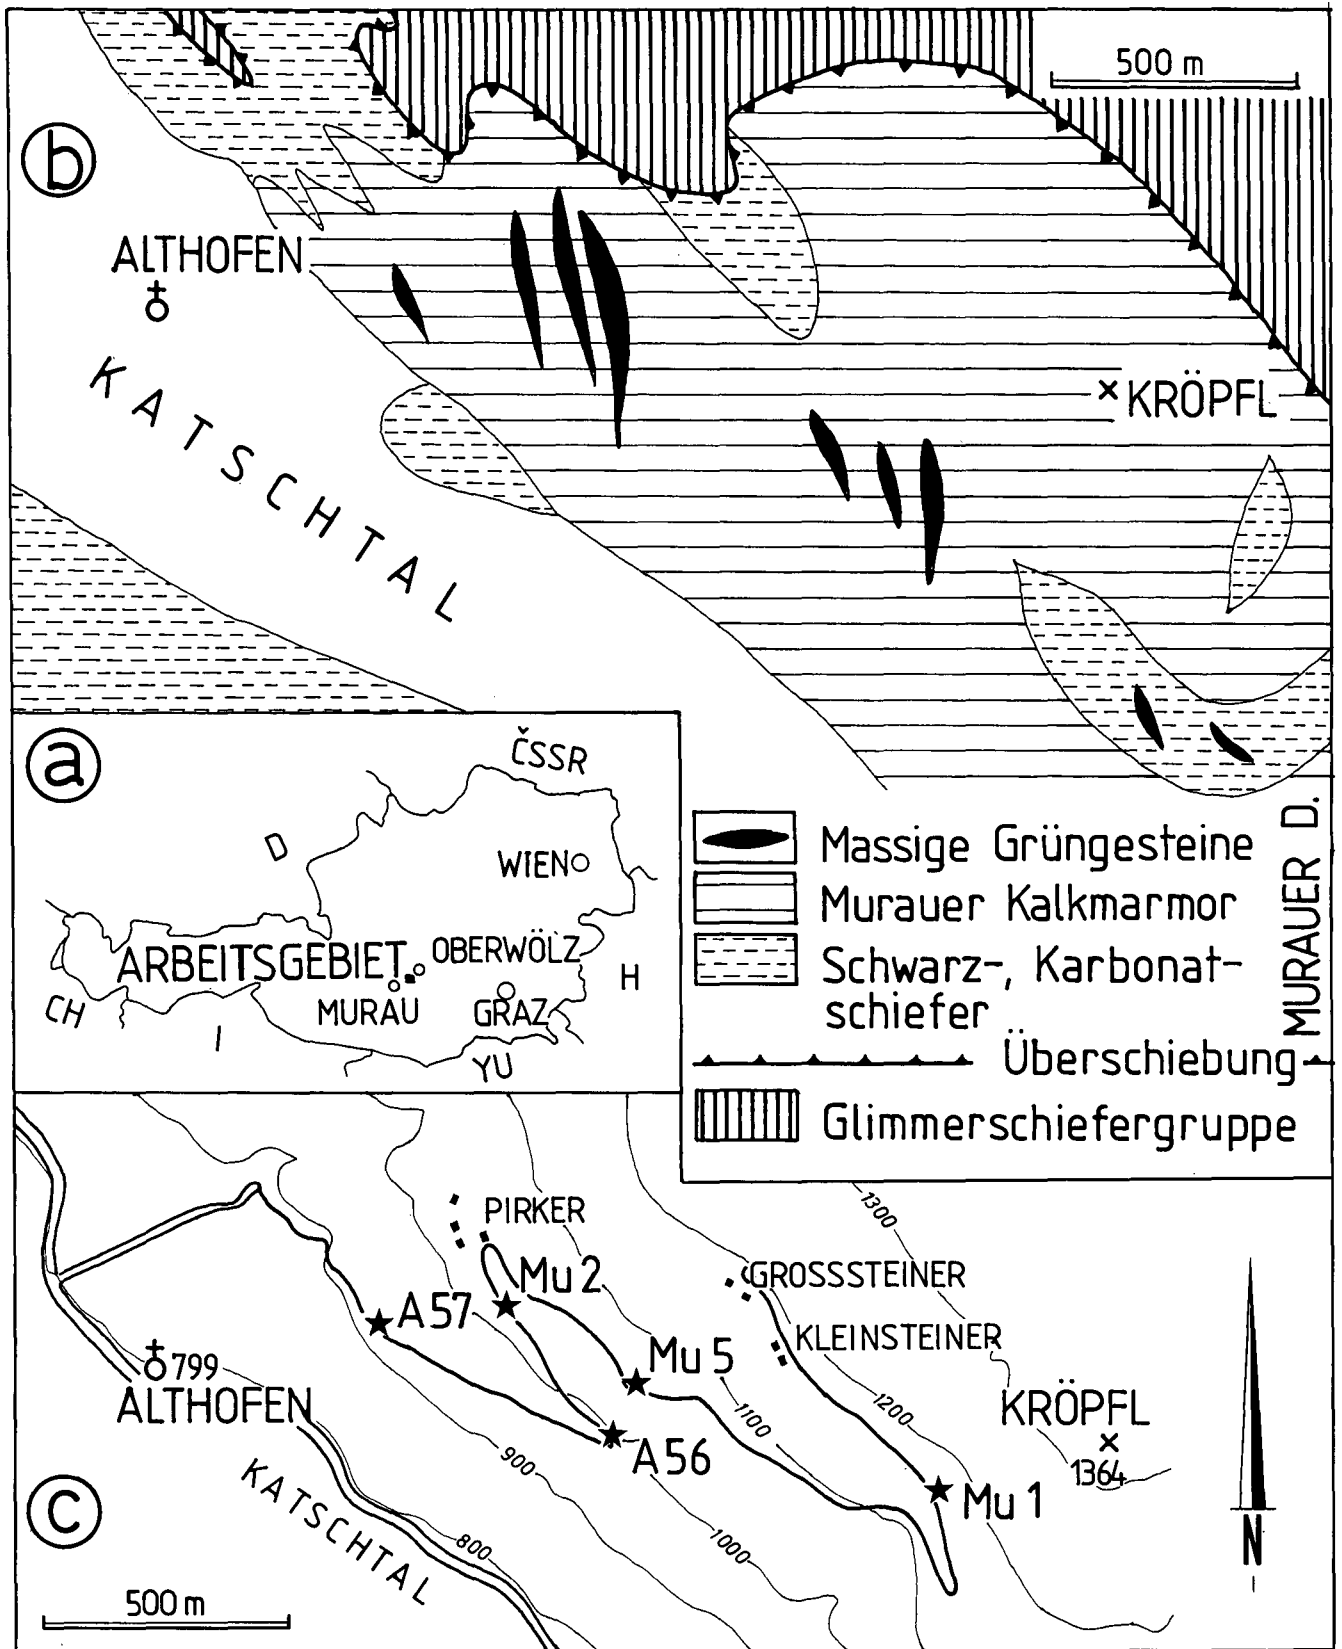 500 m
b
ALTHOFEN
KATSCHTAL
× KRÖPFL
a
ČSSR
D
WIEN
ARBEITSGEBIET
OBERWÖLZ
H
CH
I
MURAU
GRAZ
YU
Massige Grüngesteine
Murauer Kalkmarmor
Schwarz-, Karbonat-
schiefer
MURAUER D.
Überschiebung
Glimmerschiefergruppe
1300
PIRKER
Mu 2
GROSSSTEINER
A 57
KLEINSTEINER
Mu 5
799
ALTHOFEN
1100
1200
KRÖPFL
×
1364
A 56
900
Mu 1
c
KATSCHTAL
800
1000
N
500 m